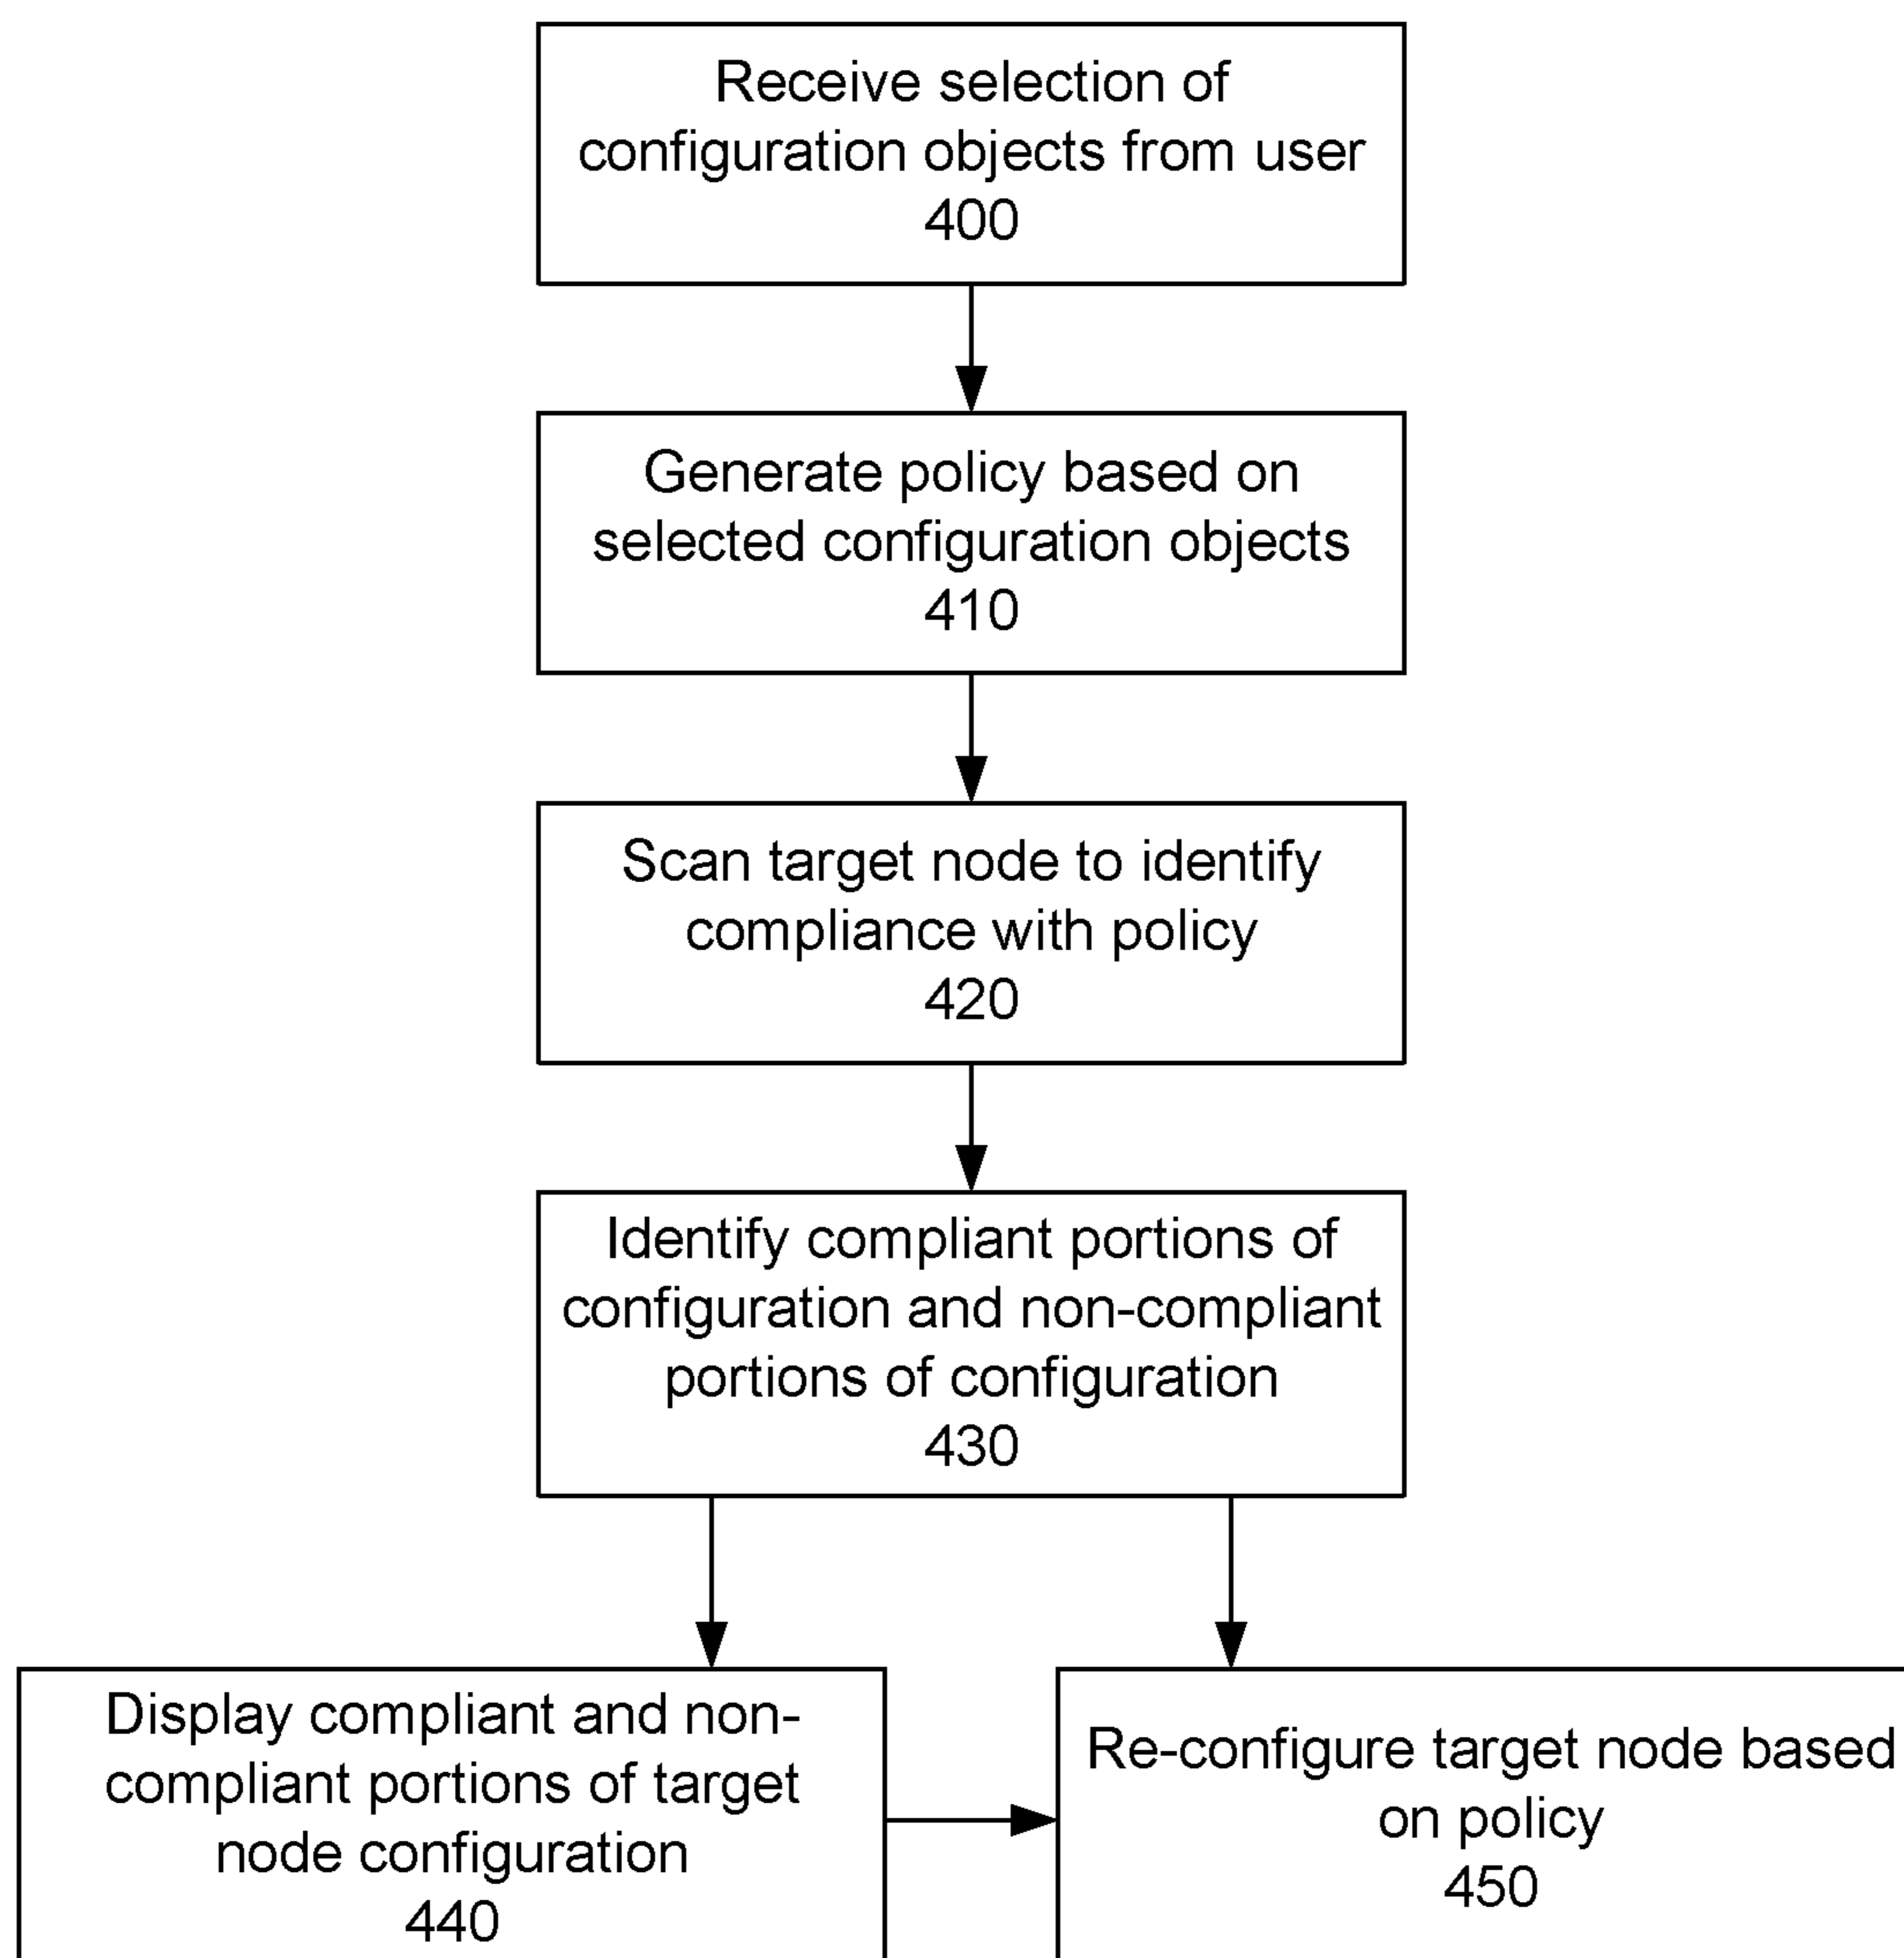 Receive selection of
configuration objects from user
400
Generate policy based on
selected configuration objects
410
Scan target node to identify
compliance with policy
420
Identify compliant portions of
configuration and non-compliant
portions of configuration
430
Display compliant and non-
compliant portions of target
node configuration
440
Re-configure target node based
on policy
450